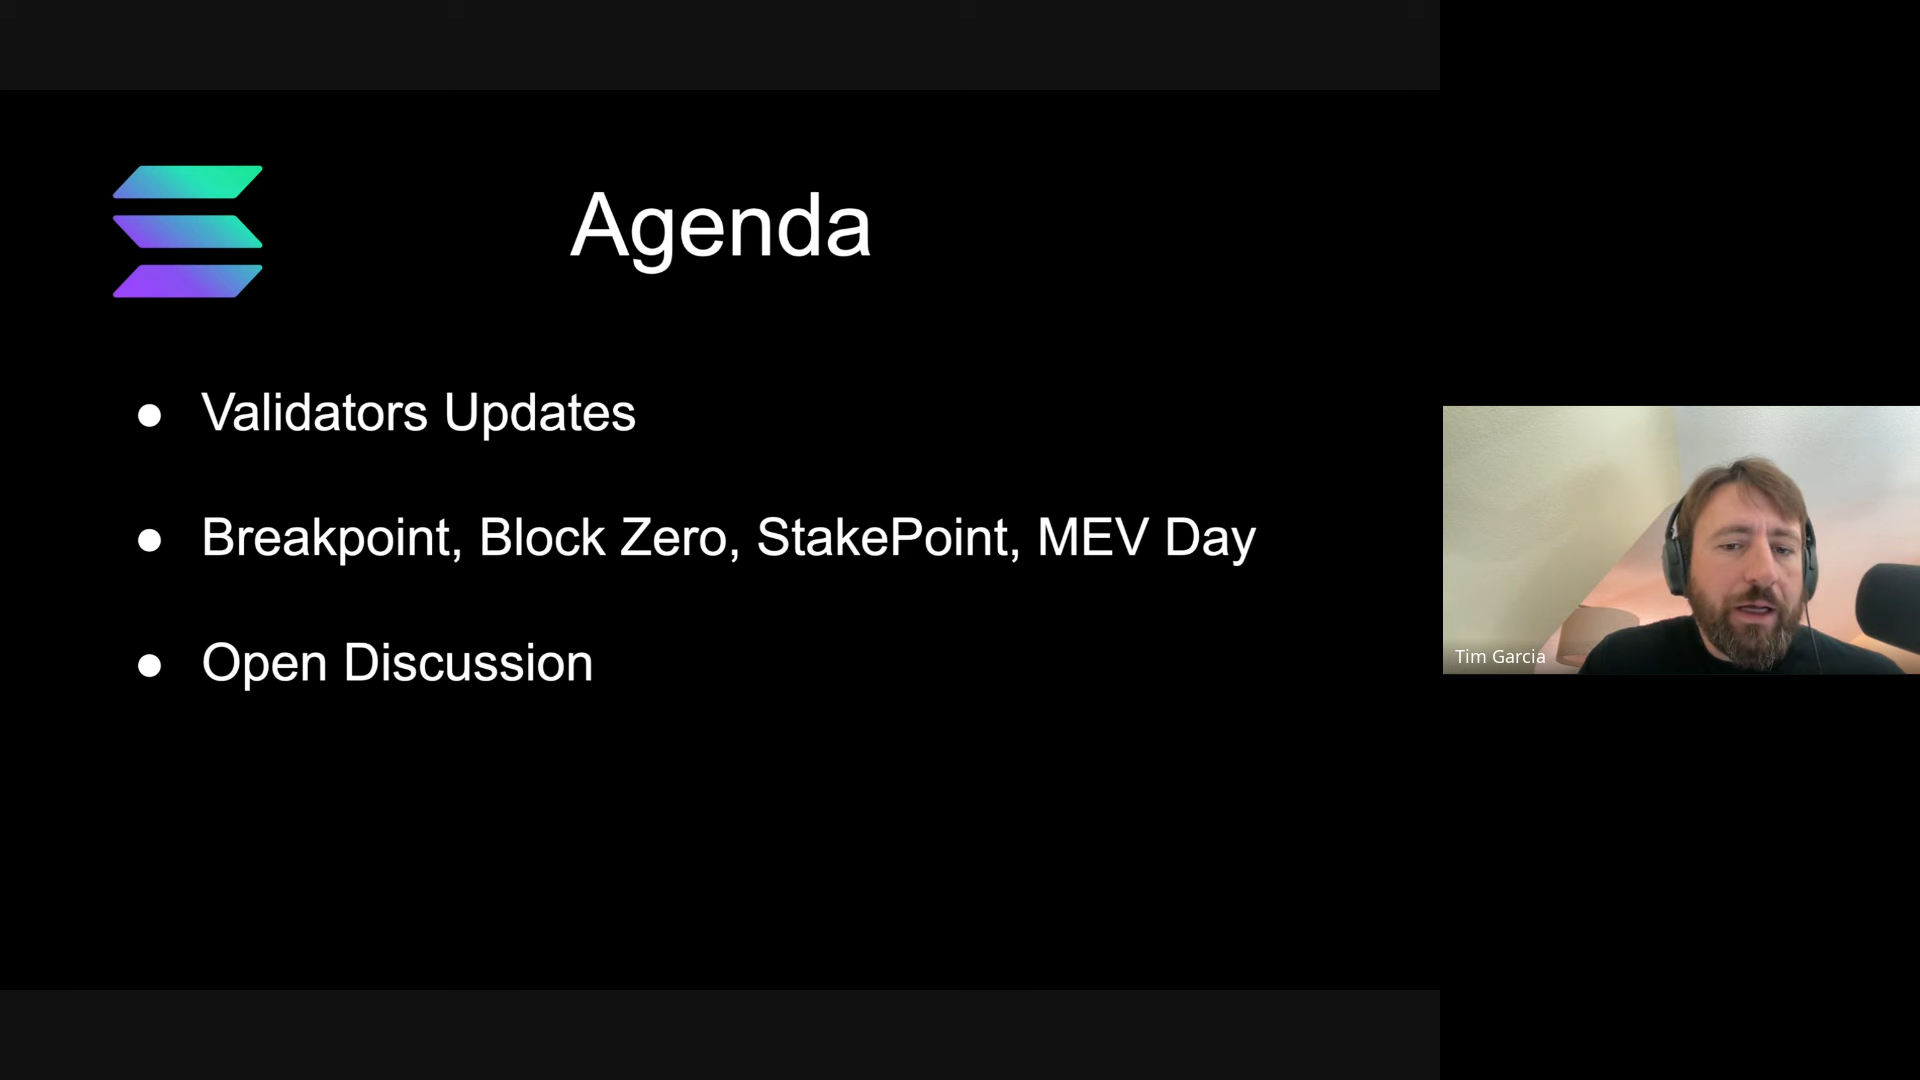 Agenda
Validators Updates
Breakpoint, Block Zero, StakePoint, MEV Day
Open Discussion
Tim Garcia